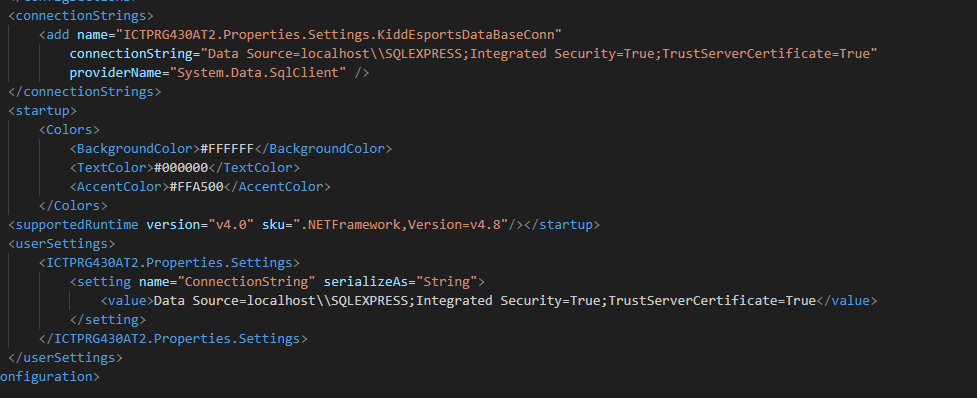 <connectionStrings>
<add name="ICTPRG430AT2.Properties.Settings.KiddEsportsDataBaseConn"
connectionString="Data Source=localhost\\SQLEXPRESS;Integrated Security=True;TrustServerCertificate=True"
providerName="System.Data.SqlClient" />
</connectionStrings>
<startup>
<Colors>
<BackgroundColor>#FFFFFF</BackgroundColor>
<TextColor>#000000</TextColor>
<AccentColor>#FFA500</AccentColor>
</Colors>
<supportedRuntime version="v4.0" sku=".NETFramework,Version=v4.8"/></startup>
<userSettings>
<ICTPRG430AT2.Properties.Settings>
<setting name="ConnectionString" serializeAs="String">
<value>Data Source=localhost\\SQLEXPRESS;Integrated Security=True;TrustServerCertificate=True</value>
</setting>
</ICTPRG430AT2.Properties.Settings>
</userSettings>
onfiguration>